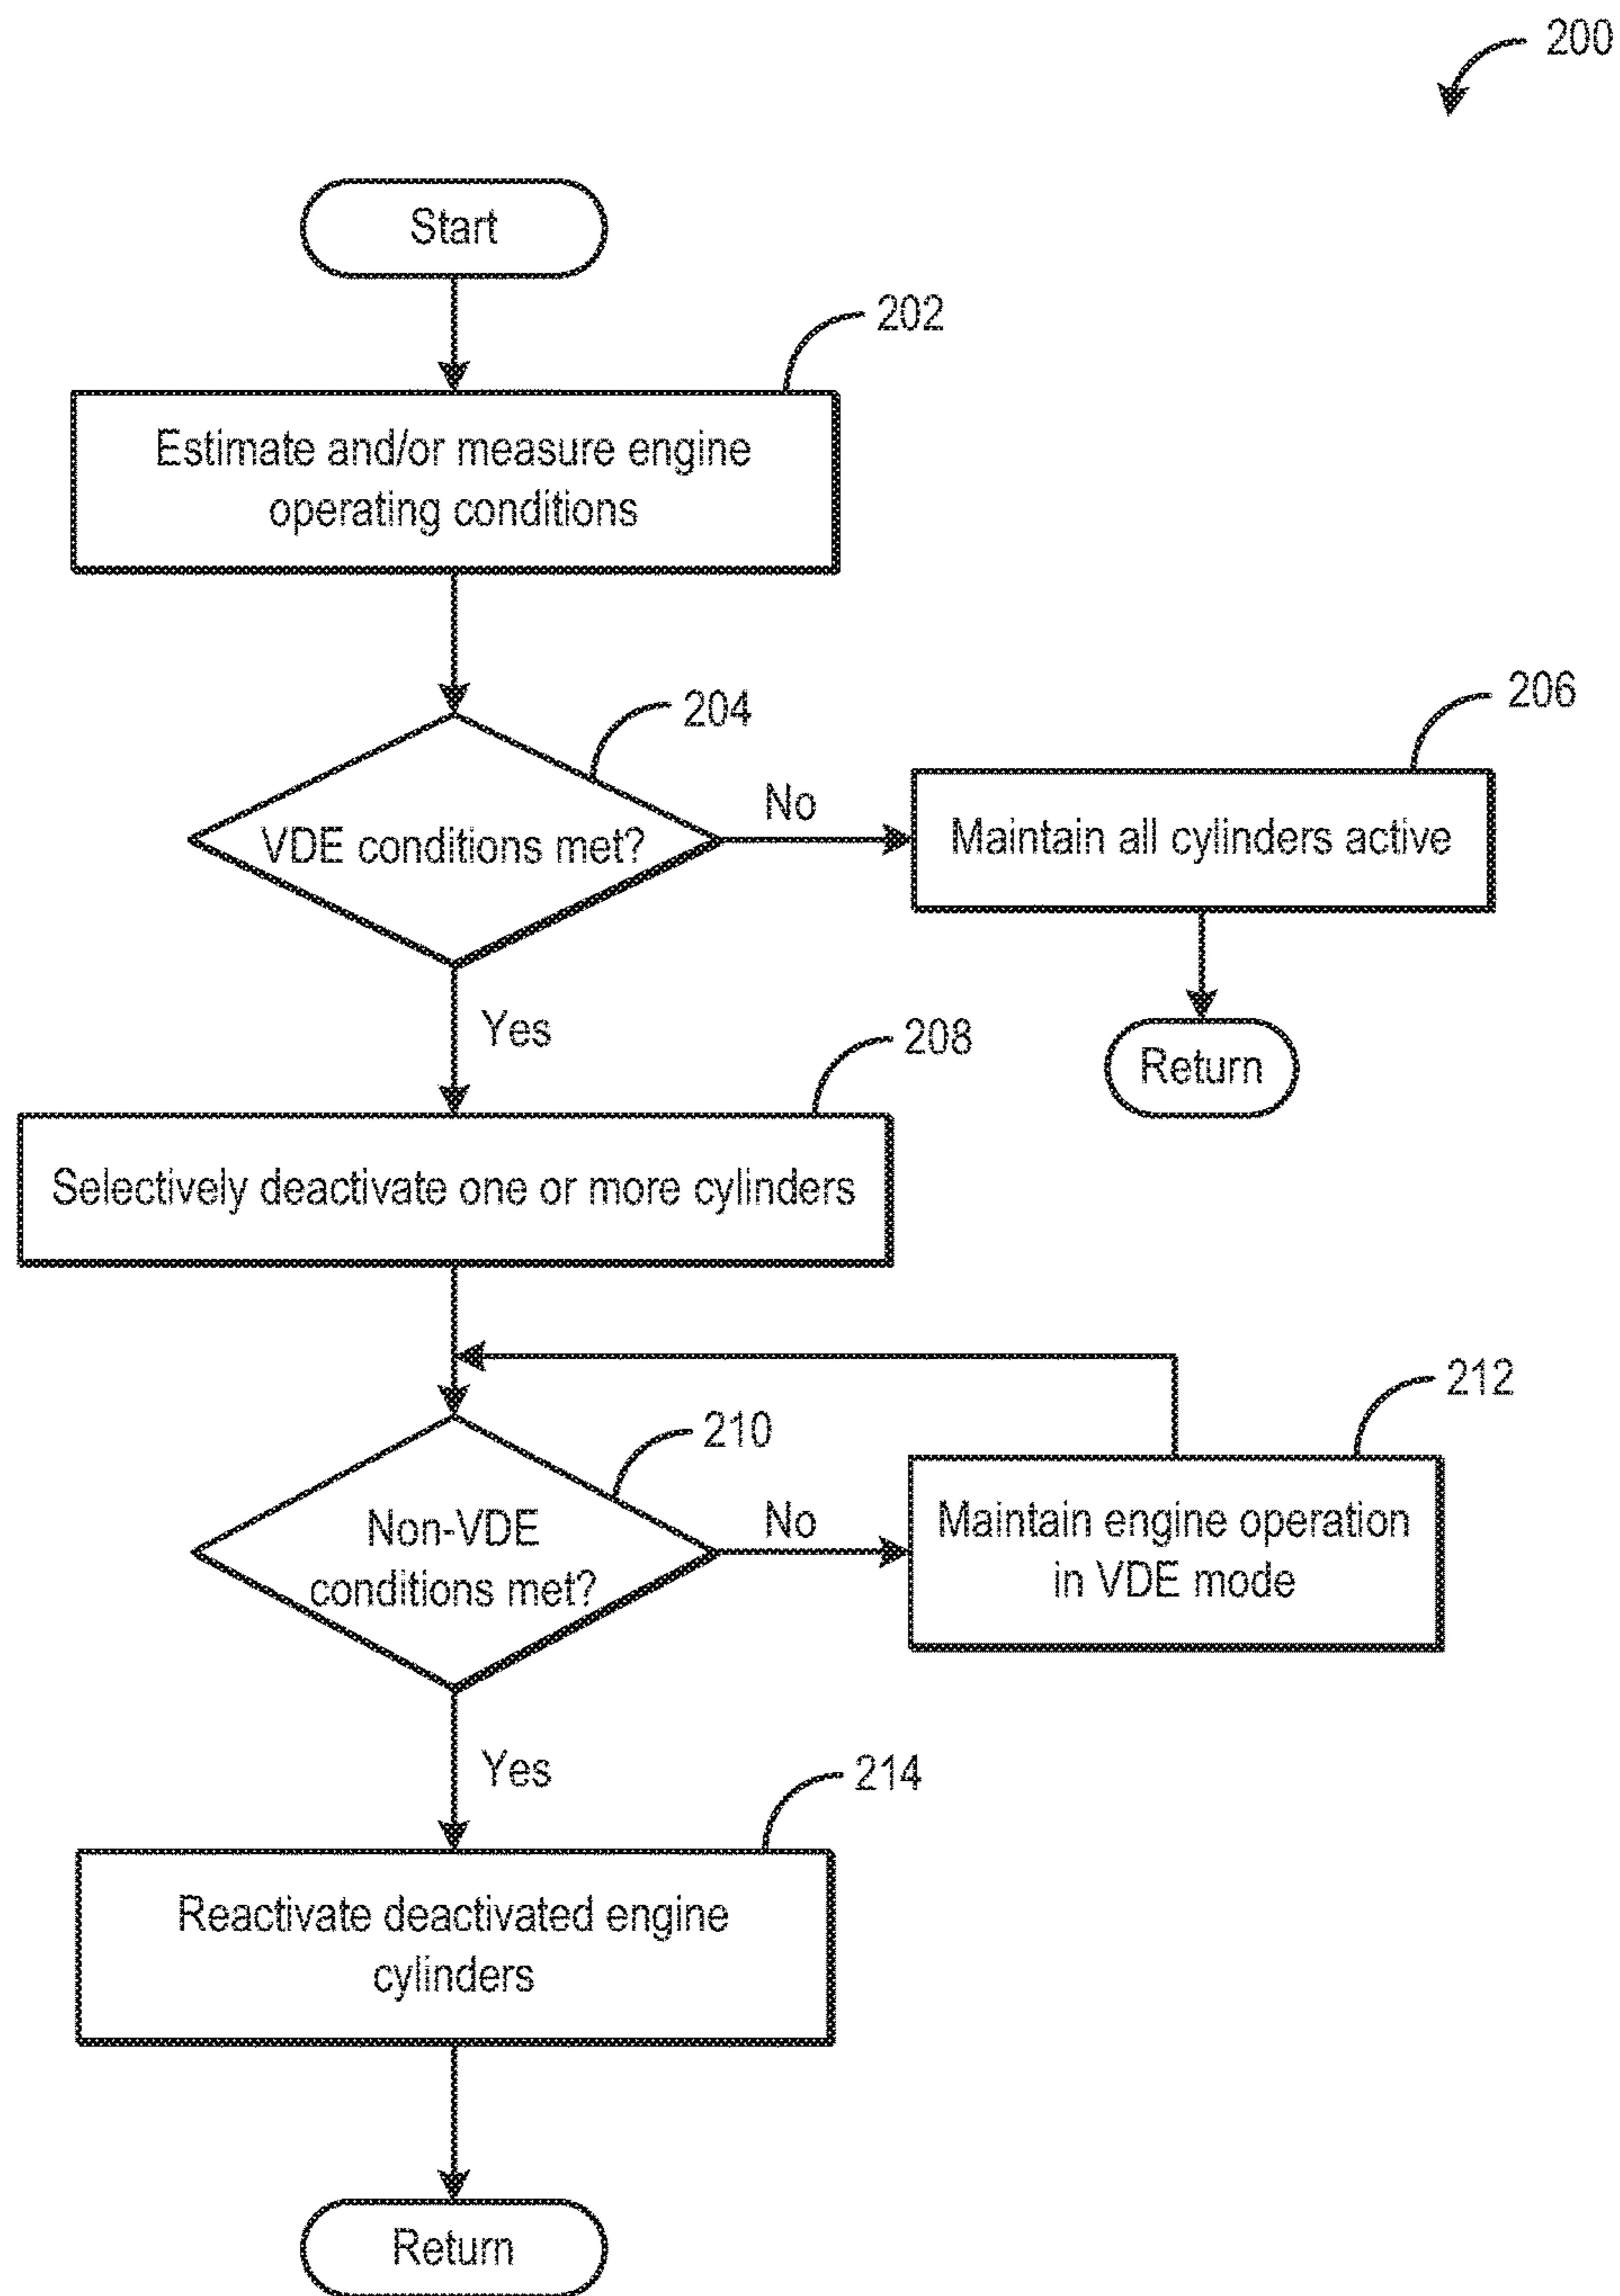 200
Start
202
Estimate and/or measure engine
operating conditions
204
VDE conditions met?
No
206
Maintain all cylinders active
Return
Yes
208
Selectively deactivate one or more cylinders
210
Non-VDE
conditions met?
No
212
Maintain engine operation
in VDE mode
Yes
214
Reactivate deactivated engine
cylinders
Return